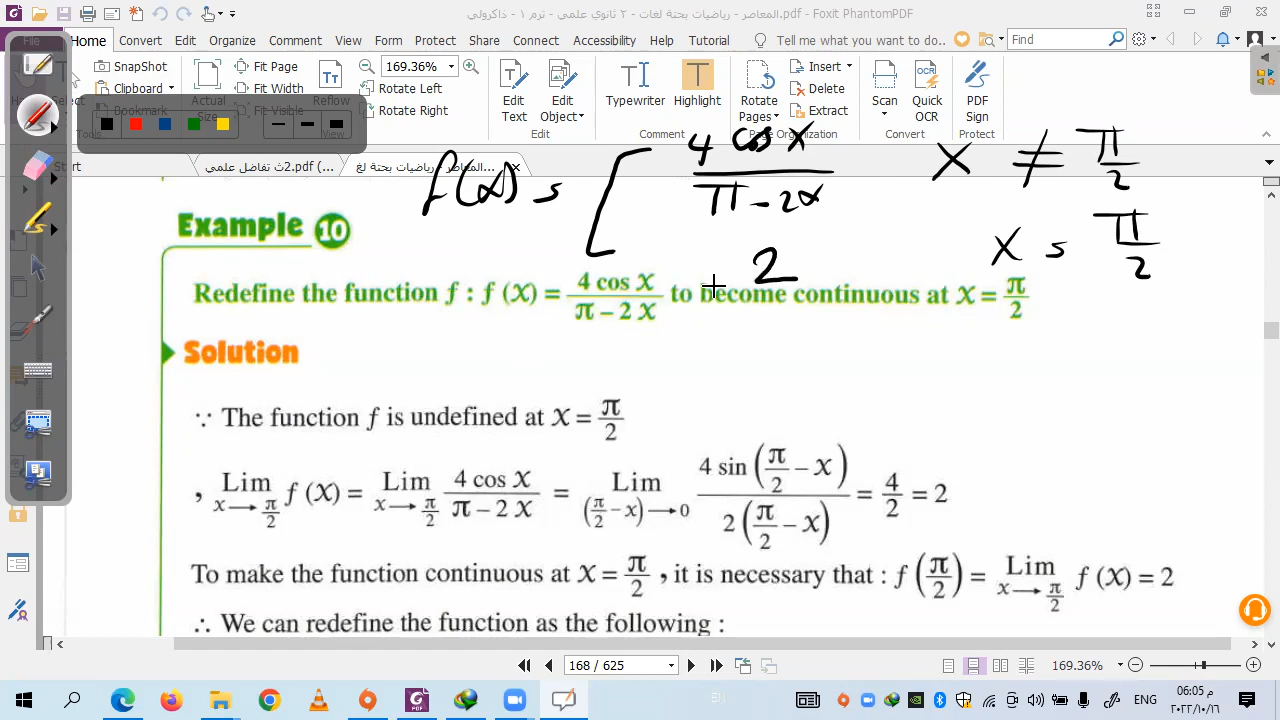 المعاصر - رياضيات بحتة لغات - ٢ ثانوي علمي - ترم ١ - ذاكرولي.pdf - Foxit PhantomPDF
File Home Convert Edit Organize Comment View Form Protect Share Connect Accessibility Help Tutorial Tell me what you want to do... Find
SnapShot Clipboard Bookmark Actual Size Fit Page Fit Width Fit Visible Reflow 169.36% Rotate Left Rotate Right Edit Text Edit Object Typewriter Highlight Rotate Pages Insert Delete Extract Scan Quick OCR PDF Sign
Tools View Edit Comment Page Organization Convert Protect
Start 2ث تفاضل علمي (... المعاصر - رياضيات بحتة لغ...
f(x) = [ 4 cos x / π - 2x x ≠ π/2
2 x = π/2
Example 10
Redefine the function f : f (X) = 4 cos X / π – 2 X to become continuous at X = π/2
Solution
∵ The function f is undefined at X = π/2
, Lim x→π/2 f (X) = Lim x→π/2 4 cos X / π – 2 X = Lim (π/2 –x)→0 4 sin (π/2 – X) / 2 (π/2 – X) = 4/2 = 2
To make the function continuous at X = π/2 , it is necessary that : f (π/2) = Lim x→π/2 f (X) = 2
∴ We can redefine the function as the following :
168 / 625 169.36%
ENG 06:05 م
٢٠٢٢/١٠/١٦